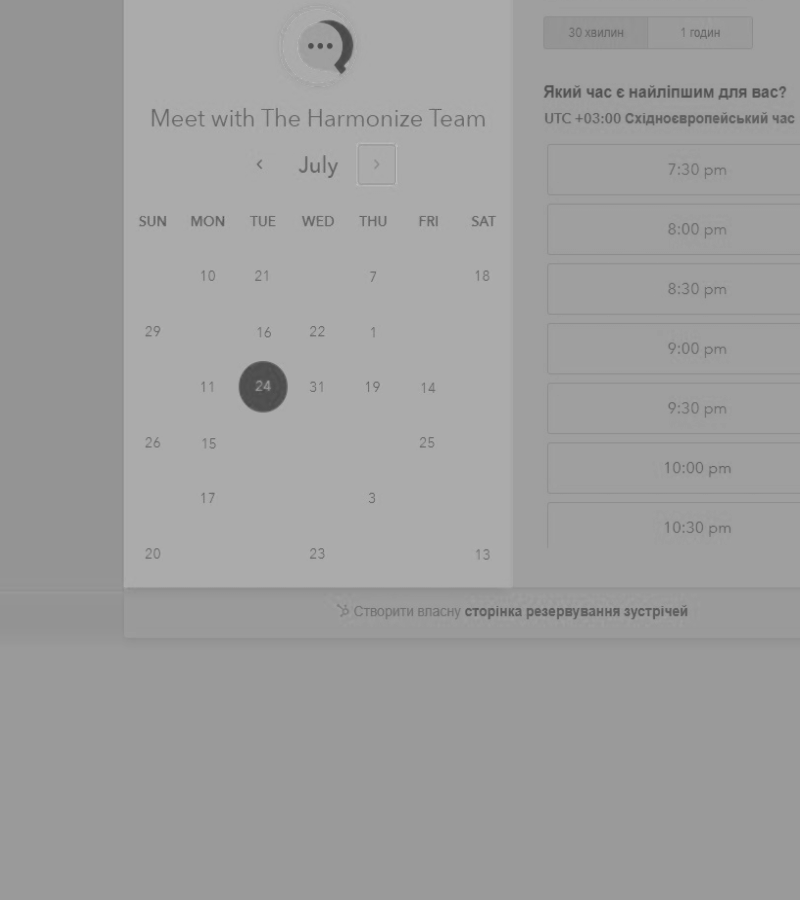 Meet with The Harmonize Team
July
SUN MON TUE WED THU FRI SAT
10 21 7 18
29 16 22 1
11 24 31 19 14
26 15 25
17 3
20 23 13
30 хвилин 1 годин
Який час є найліпшим для вас?
UTC +03:00 Східноєвропейський час
7:30 pm
8:00 pm
8:30 pm
9:00 pm
9:30 pm
10:00 pm
10:30 pm
Створити власну сторінка резервування зустрічей